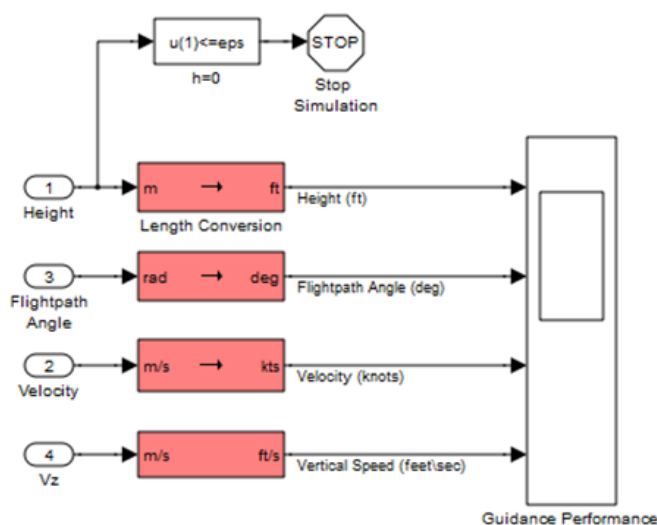 u(1)<=eps
h=0
STOP
Stop
Simulation
1
Height
m → ft
Length Conversion
Height (ft)
3
Flightpath
Angle
rad → deg
Flightpath Angle (deg)
2
Velocity
m/s → kts
Velocity (knots)
4
Vz
m/s ft/s
Vertical Speed (feet\sec)
Guidance Performance